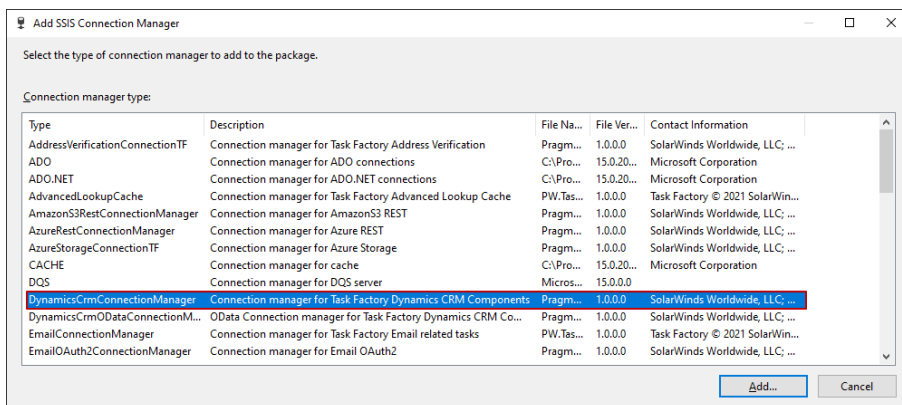 Add SSIS Connection Manager
Select the type of connection manager to add to the package.
Connection manager type:
Type Description File Na... File Ver... Contact Information
AddressVerificationConnectionTF Connection manager for Task Factory Address Verification Pragm... 1.0.0.0 SolarWinds Worldwide, LLC; ...
ADO Connection manager for ADO connections C:\Pro... 15.0.20... Microsoft Corporation
ADO.NET Connection manager for ADO.NET connections C:\Pro... 15.0.20... Microsoft Corporation
AdvancedLookupCache Connection manager for Task Factory Advanced Lookup Cache PW.Tas... 1.0.0.0 Task Factory © 2021 SolarWin...
AmazonS3RestConnectionManager Connection manager for AmazonS3 REST Pragm... 1.0.0.0 SolarWinds Worldwide, LLC; ...
AzureRestConnectionManager Connection manager for Azure REST Pragm... 1.0.0.0 SolarWinds Worldwide, LLC; ...
AzureStorageConnectionTF Connection manager for Azure Storage Pragm... 1.0.0.0 SolarWinds Worldwide, LLC; ...
CACHE Connection manager for cache C:\Pro... 15.0.20... Microsoft Corporation
DQS Connection manager for DQS server Micros... 15.0.0.0
DynamicsCrmConnectionManager Connection manager for Task Factory Dynamics CRM Components Pragm... 1.0.0.0 SolarWinds Worldwide, LLC; ...
DynamicsCrmODataConnectionM... OData Connection manager for Task Factory Dynamics CRM Co... Pragm... 1.0.0.0 SolarWinds Worldwide, LLC; ...
EmailConnectionManager Connection manager for Task Factory Email related tasks PW.Tas... 1.0.0.0 Task Factory © 2021 SolarWin...
EmailOAuth2ConnectionManager Connection manager for Email OAuth2 Pragm... 1.0.0.0 SolarWinds Worldwide, LLC; ...
Add... Cancel